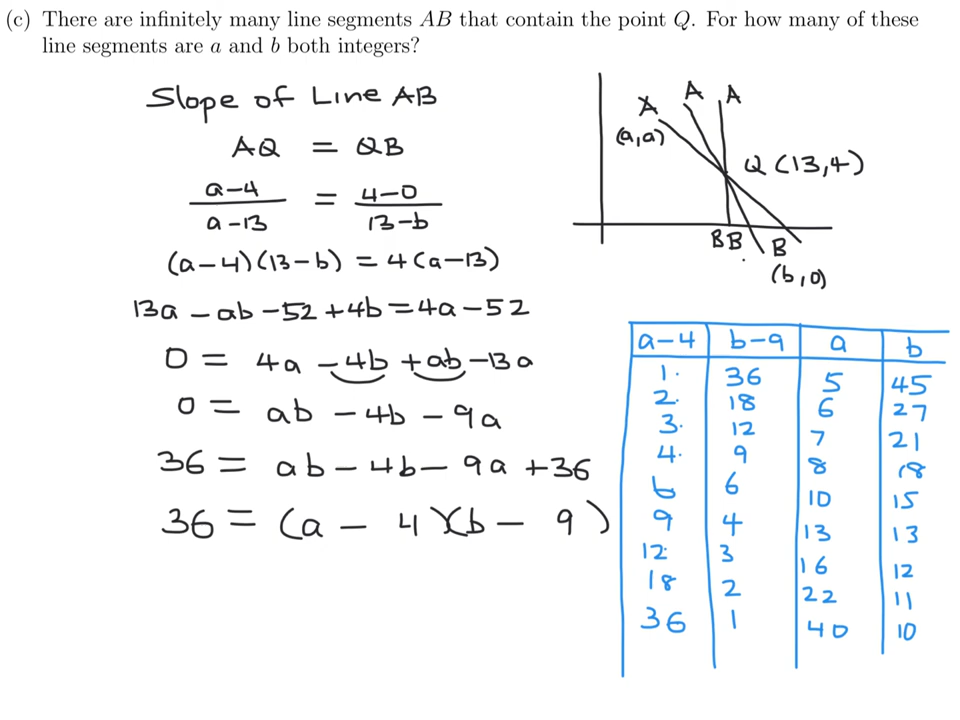 (c) There are infinitely many line segments AB that contain the point Q. For how many of these
line segments are a and b both integers?
Slope of Line AB
AQ = QB
a-4 / a-13 = 4-0 / 13-b
(a-4)(13-b) = 4(a-13)
13a - ab - 52 + 4b = 4a - 52
0 = 4a - 4b + ab - 13a
0 = ab - 4b - 9a
36 = ab - 4b - 9a + 36
36 = (a - 4)(b - 9)
A A A
(a,a)
Q (13,4)
B B B
(b,0)
a-4 b-9 a b
1. 36 5 45
2. 18 6 27
3. 12 7 21
4. 9 8 18
6 6 10 15
9 4 13 13
12 3 16 12
18 2 22 11
36 1 40 10